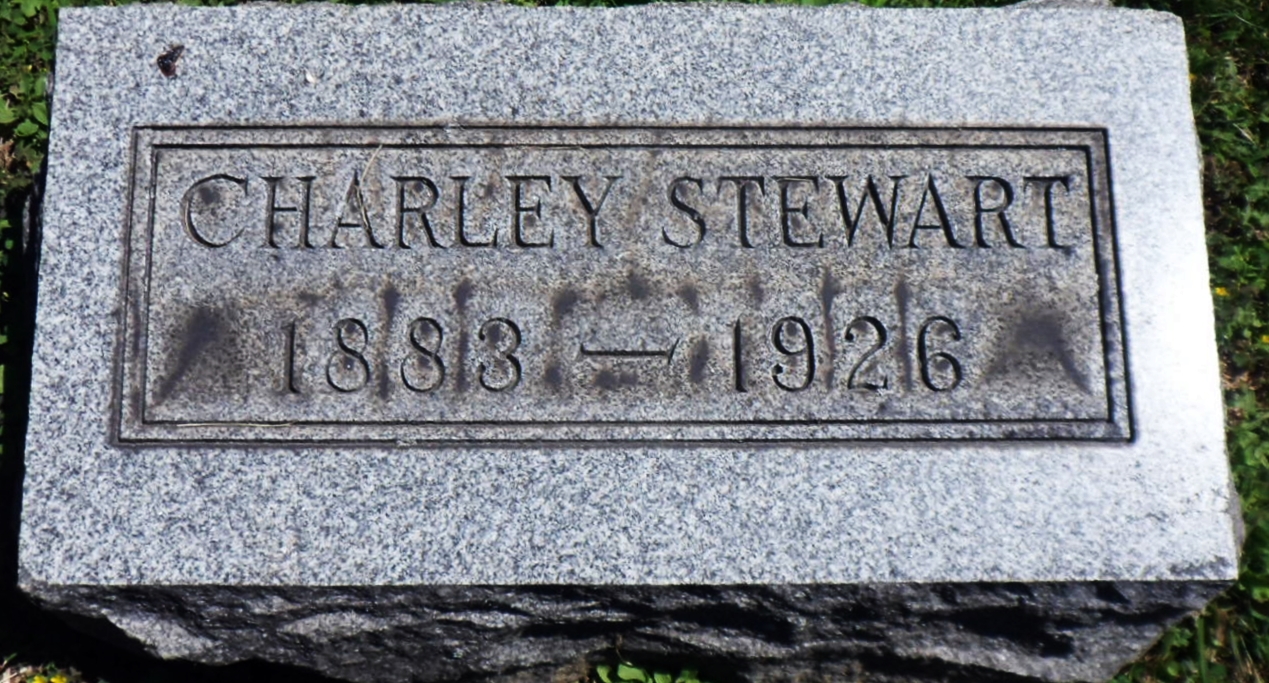 CHARLEY STEWART
1883 — 1926